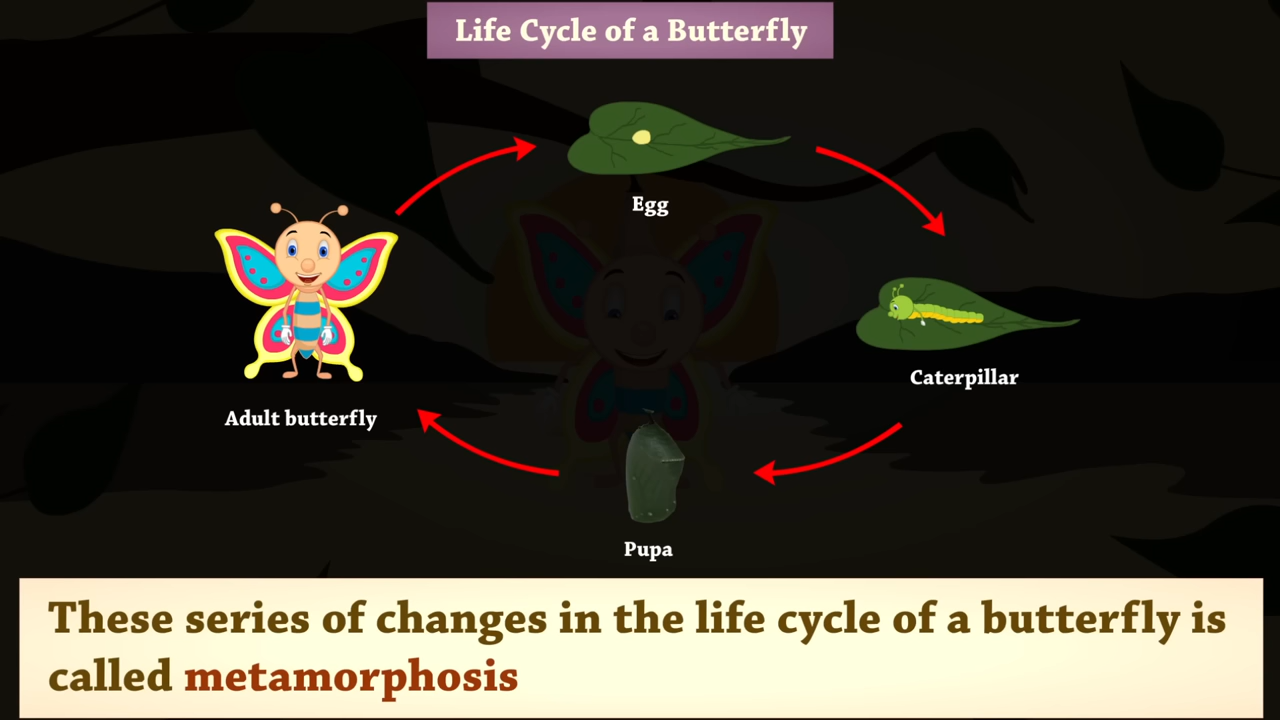 Life Cycle of a Butterfly
Egg
Caterpillar
Adult butterfly
Pupa
These series of changes in the life cycle of a butterfly is
called metamorphosis